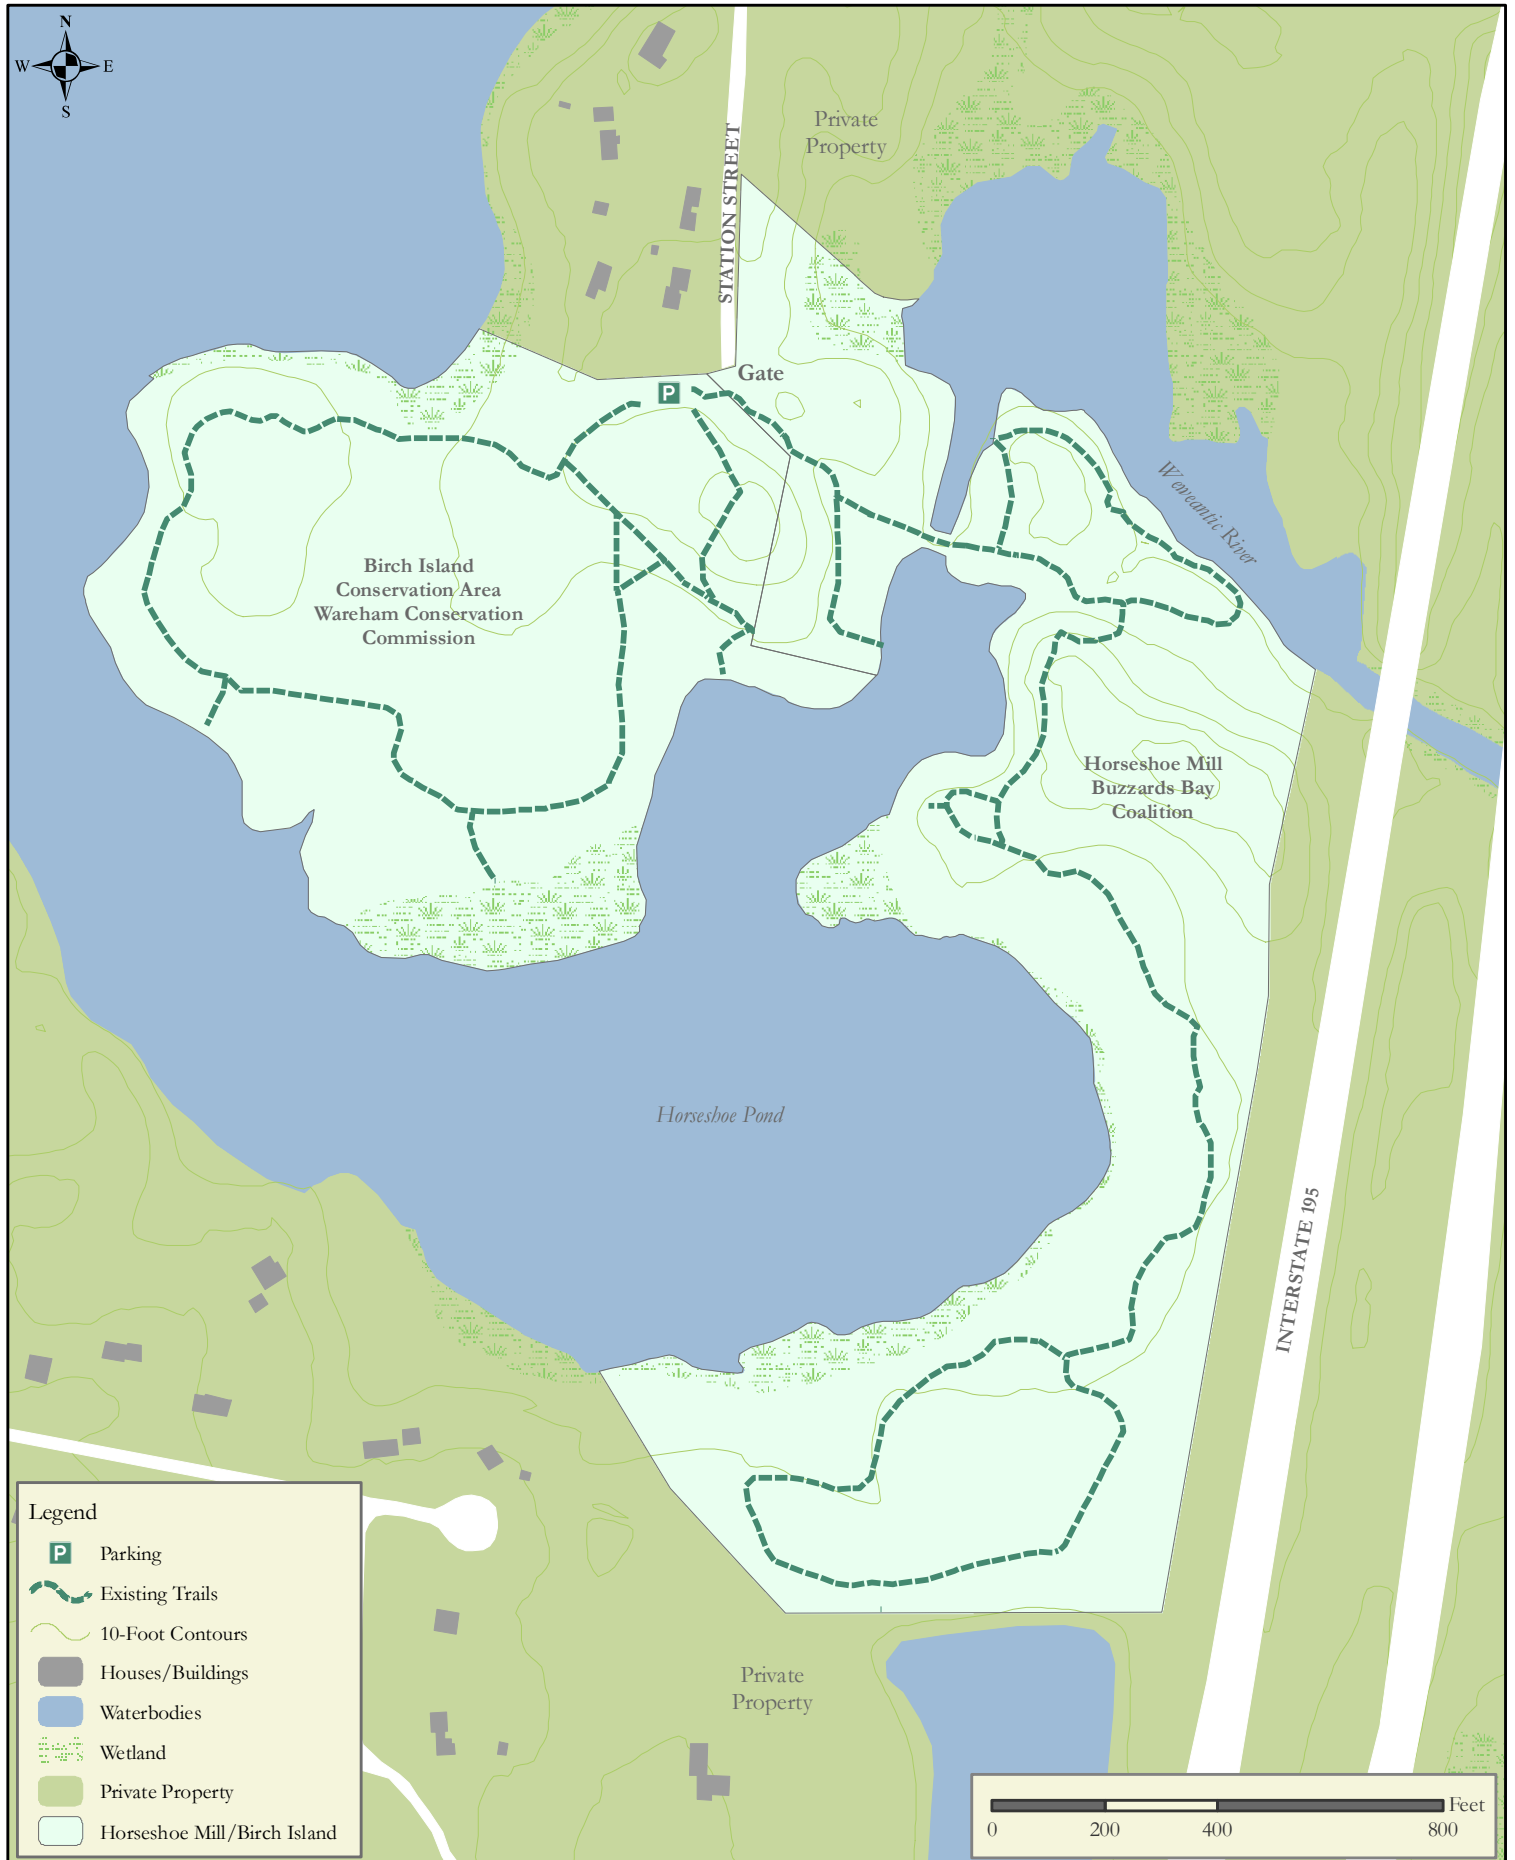 N
W E
S
STATION STREET
Private
Property
P
Gate
Weweantic River
Birch Island
Conservation Area
Wareham Conservation
Commission
Horseshoe Mill
Buzzards Bay
Coalition
Horseshoe Pond
INTERSTATE 195
Private
Property
Legend
P Parking
Existing Trails
10-Foot Contours
Houses/Buildings
Waterbodies
Wetland
Private Property
Horseshoe Mill/Birch Island
Feet
0 200 400 800